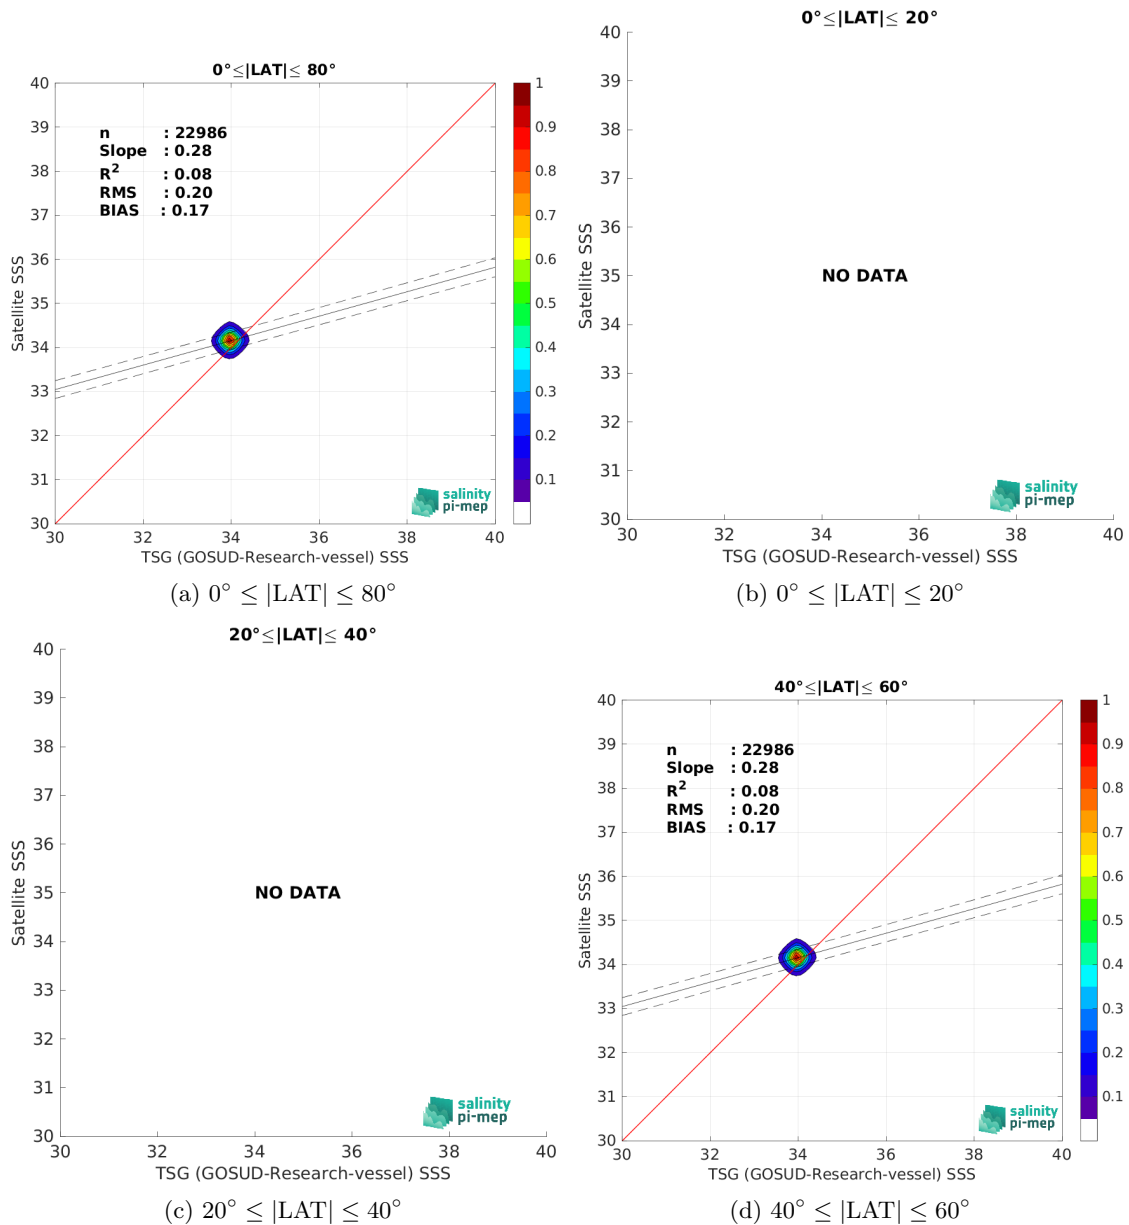 0°≤|LAT|≤ 80°
40
39
38
37
36
35
34
33
32
31
30
n : 22986
Slope : 0.28
R² : 0.08
RMS : 0.20
BIAS : 0.17
Satellite SSS
30 32 34 36 38 40
TSG (GOSUD-Research-vessel) SSS
salinity
pi-mep
1
0.9
0.8
0.7
0.6
0.5
0.4
0.3
0.2
0.1
(a) 0° ≤ |LAT| ≤ 80°
0°≤|LAT|≤ 20°
40
39
38
37
36
35
34
33
32
31
30
Satellite SSS
NO DATA
salinity
pi-mep
30 32 34 36 38 40
TSG (GOSUD-Research-vessel) SSS
(b) 0° ≤ |LAT| ≤ 20°
20°≤|LAT|≤ 40°
40
39
38
37
36
35
34
33
32
31
30
Satellite SSS
NO DATA
salinity
pi-mep
30 32 34 36 38 40
TSG (GOSUD-Research-vessel) SSS
(c) 20° ≤ |LAT| ≤ 40°
40°≤|LAT|≤ 60°
40
39
38
37
36
35
34
33
32
31
30
n : 22986
Slope : 0.28
R² : 0.08
RMS : 0.20
BIAS : 0.17
Satellite SSS
salinity
pi-mep
30 32 34 36 38 40
TSG (GOSUD-Research-vessel) SSS
1
0.9
0.8
0.7
0.6
0.5
0.4
0.3
0.2
0.1
(d) 40° ≤ |LAT| ≤ 60°